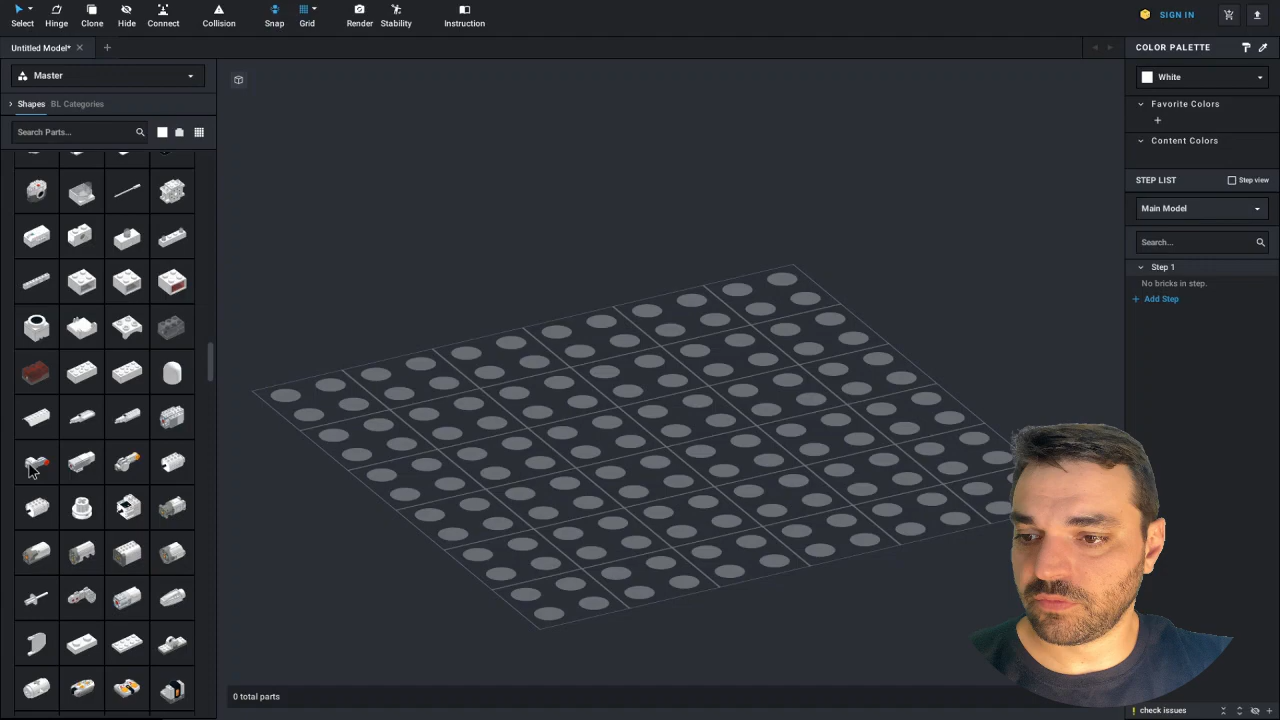 Select Hinge Clone Hide Connect Collision Snap Grid Render Stability Instruction SIGN IN
Untitled Model* COLOR PALETTE
Master White
Shapes BL Categories Favorite Colors
Search Parts...
Content Colors
STEP LIST Step view
Main Model
Search...
Step 1
No bricks in step.
Add Step
0 total parts
check issues